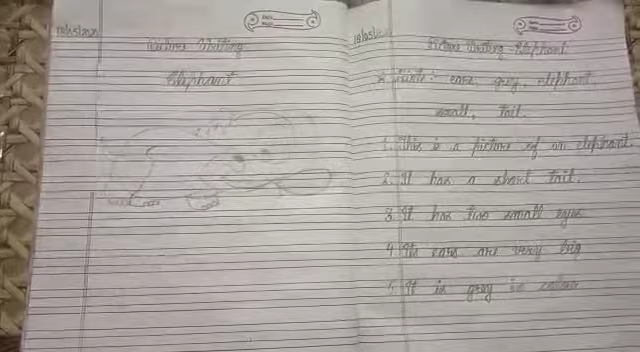 Picture Writing
Elephant
Picture Writing-Elephant
ears, grey, elephant,
small, tail.
1. This is a picture of an elephant
2. It has a short tail.
3. It has two small eyes
4. Its ears are very big
5. It is grey in colour